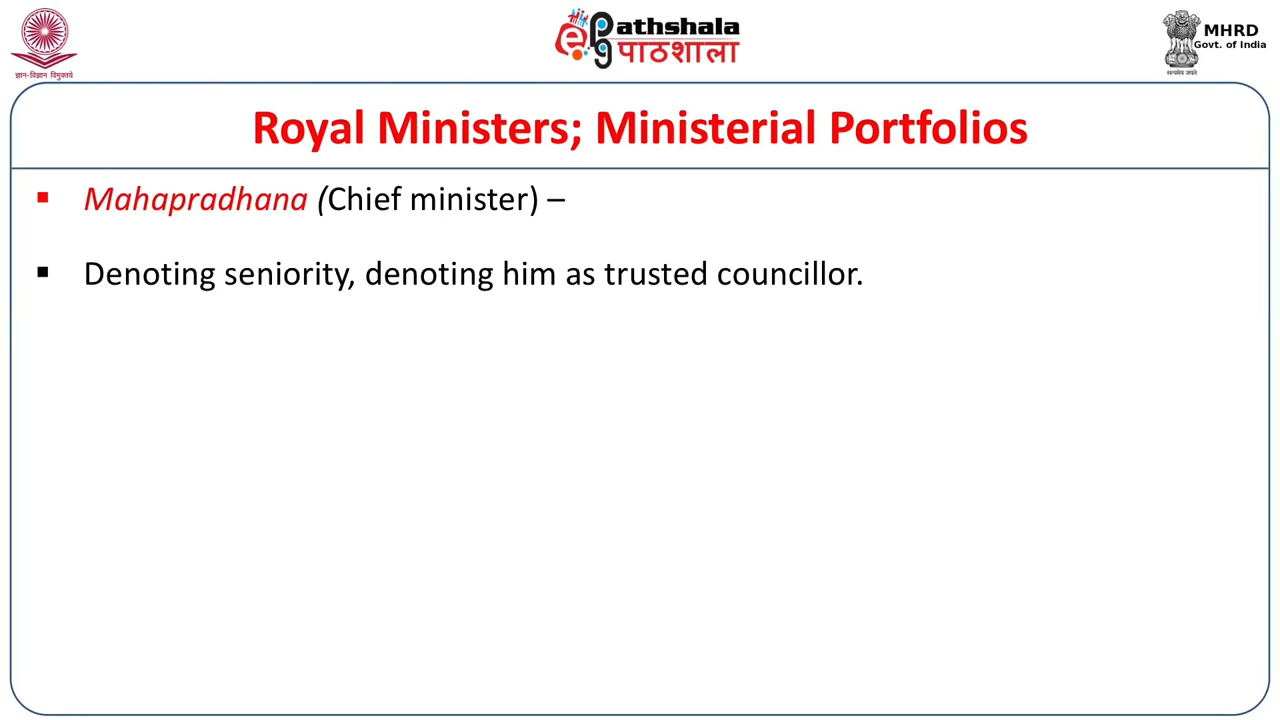 ज्ञान-विज्ञान विमुक्तये
ePathshala
पाठशाला
MHRD
Govt. of India
सत्यमेव जयते
Royal Ministers; Ministerial Portfolios
▪ Mahapradhana (Chief minister) –
▪ Denoting seniority, denoting him as trusted councillor.